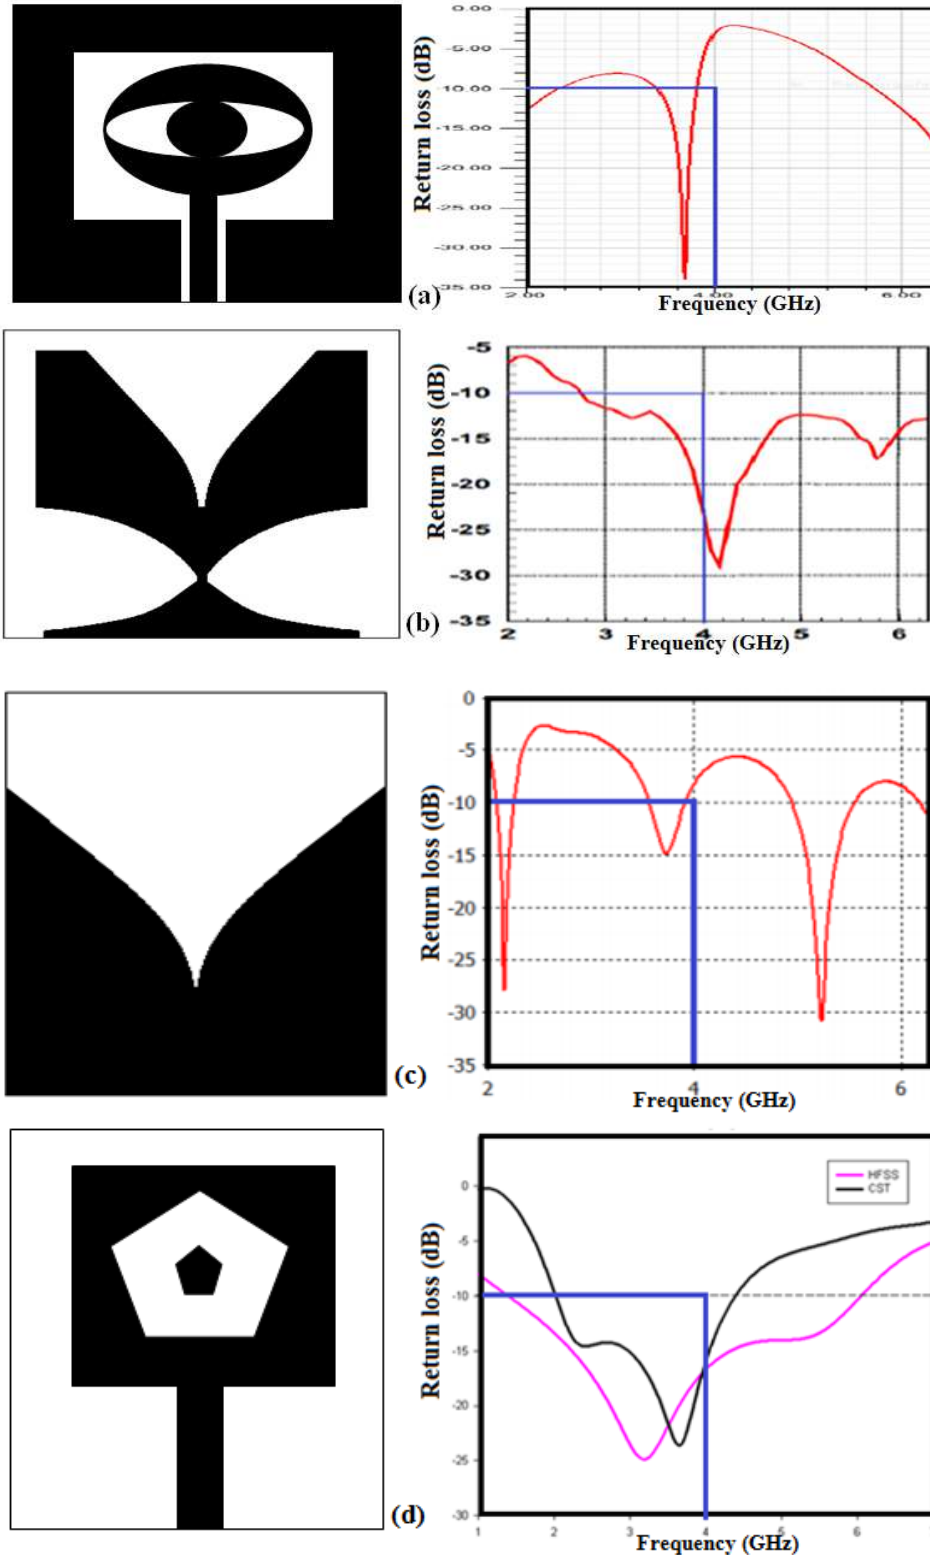 0.00
-5.00
-10.00
-15.00
-20.00
-25.00
-30.00
-35.00
2.00 4.00 6.00
Return loss (dB)
Frequency (GHz)
(a)
-5
-10
-15
-20
-25
-30
-35
2 3 4 5 6
Return loss (dB)
Frequency (GHz)
(b)
0
-5
-10
-15
-20
-25
-30
-35
2 4 6
Return loss (dB)
Frequency (GHz)
(c)
HFSS
CST
0
-5
-10
-15
-20
-25
-30
1 2 3 4 5 6
Return loss (dB)
Frequency (GHz)
(d)